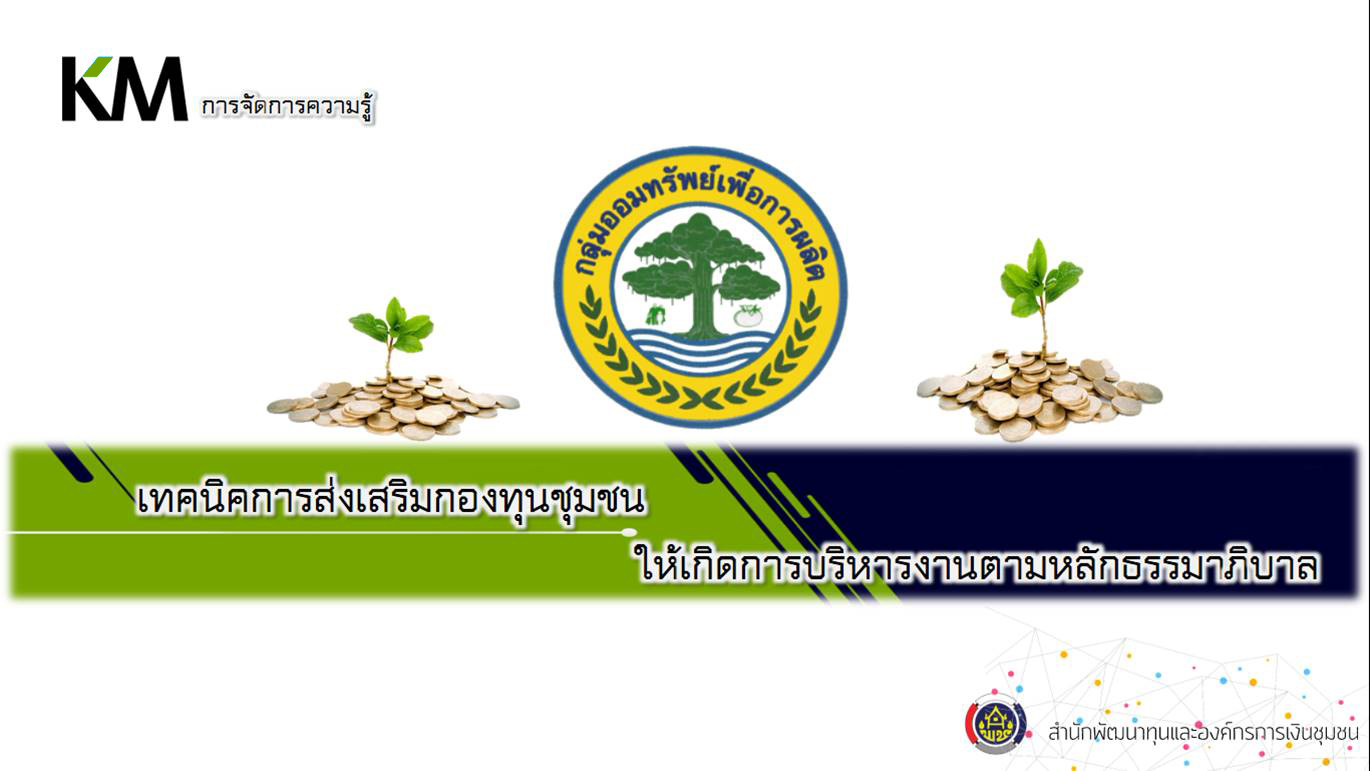 KM การจัดการความรู้
กลุ่มออมทรัพย์เพื่อการผลิต
เทคนิคการส่งเสริมกองทุนชุมชน
ให้เกิดการบริหารงานตามหลักธรรมาภิบาล
สำนักพัฒนาทุนและองค์กรการเงินชุมชน